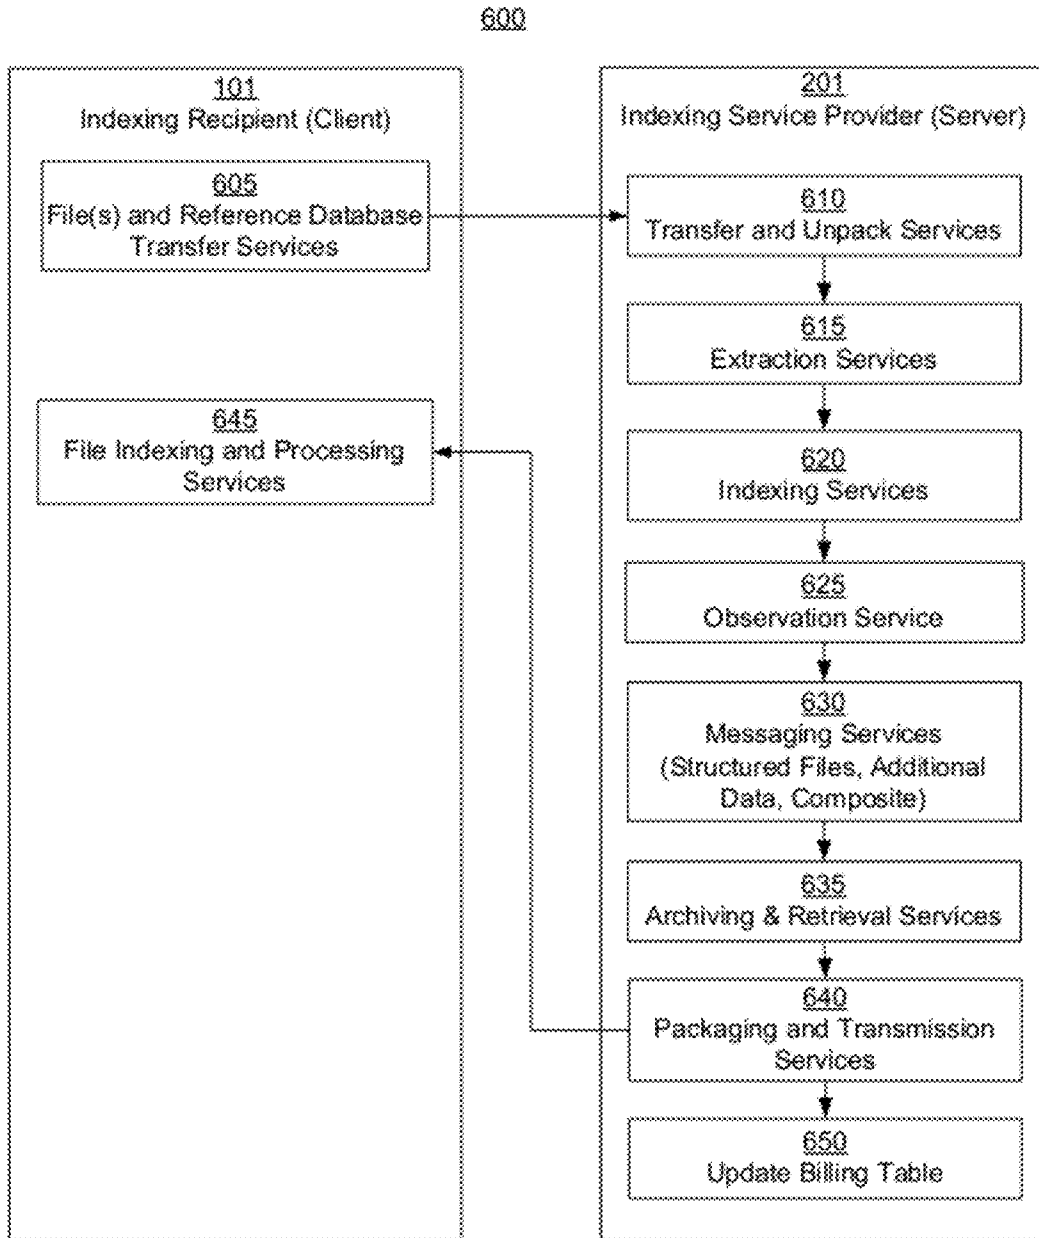 600
101
Indexing Recipient (Client)
605
File(s) and Reference Database
Transfer Services
645
File Indexing and Processing
Services
201
Indexing Service Provider (Server)
610
Transfer and Unpack Services
615
Extraction Services
620
Indexing Services
625
Observation Service
630
Messaging Services
(Structured Files, Additional
Data, Composite)
635
Archiving & Retrieval Services
640
Packaging and Transmission
Services
650
Update Billing Table